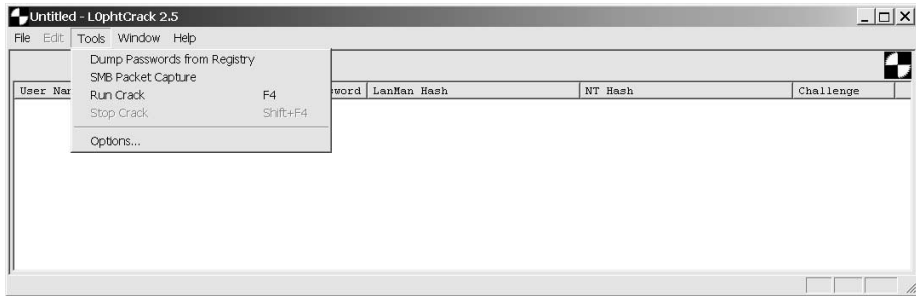 Untitled - L0phtCrack 2.5
File Edit Tools Window Help
Dump Passwords from Registry
SMB Packet Capture
Run Crack F4
Stop Crack Shift+F4
Options...
User Nar word LanMan Hash NT Hash Challenge